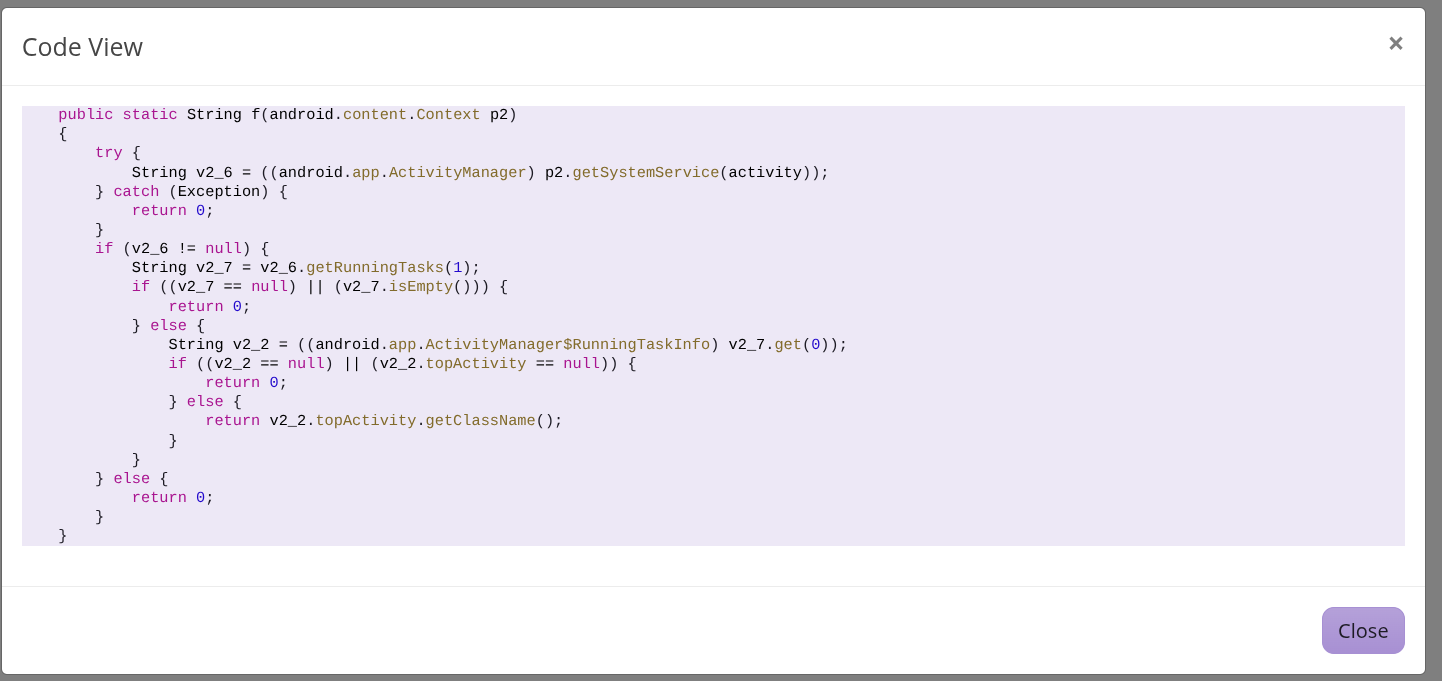 Code View
×
public static String f(android.content.Context p2)
{
try {
String v2_6 = ((android.app.ActivityManager) p2.getSystemService(activity));
} catch (Exception) {
return 0;
}
if (v2_6 != null) {
String v2_7 = v2_6.getRunningTasks(1);
if ((v2_7 == null) || (v2_7.isEmpty())) {
return 0;
} else {
String v2_2 = ((android.app.ActivityManager$RunningTaskInfo) v2_7.get(0));
if ((v2_2 == null) || (v2_2.topActivity == null)) {
return 0;
} else {
return v2_2.topActivity.getClassName();
}
}
} else {
return 0;
}
}
Close